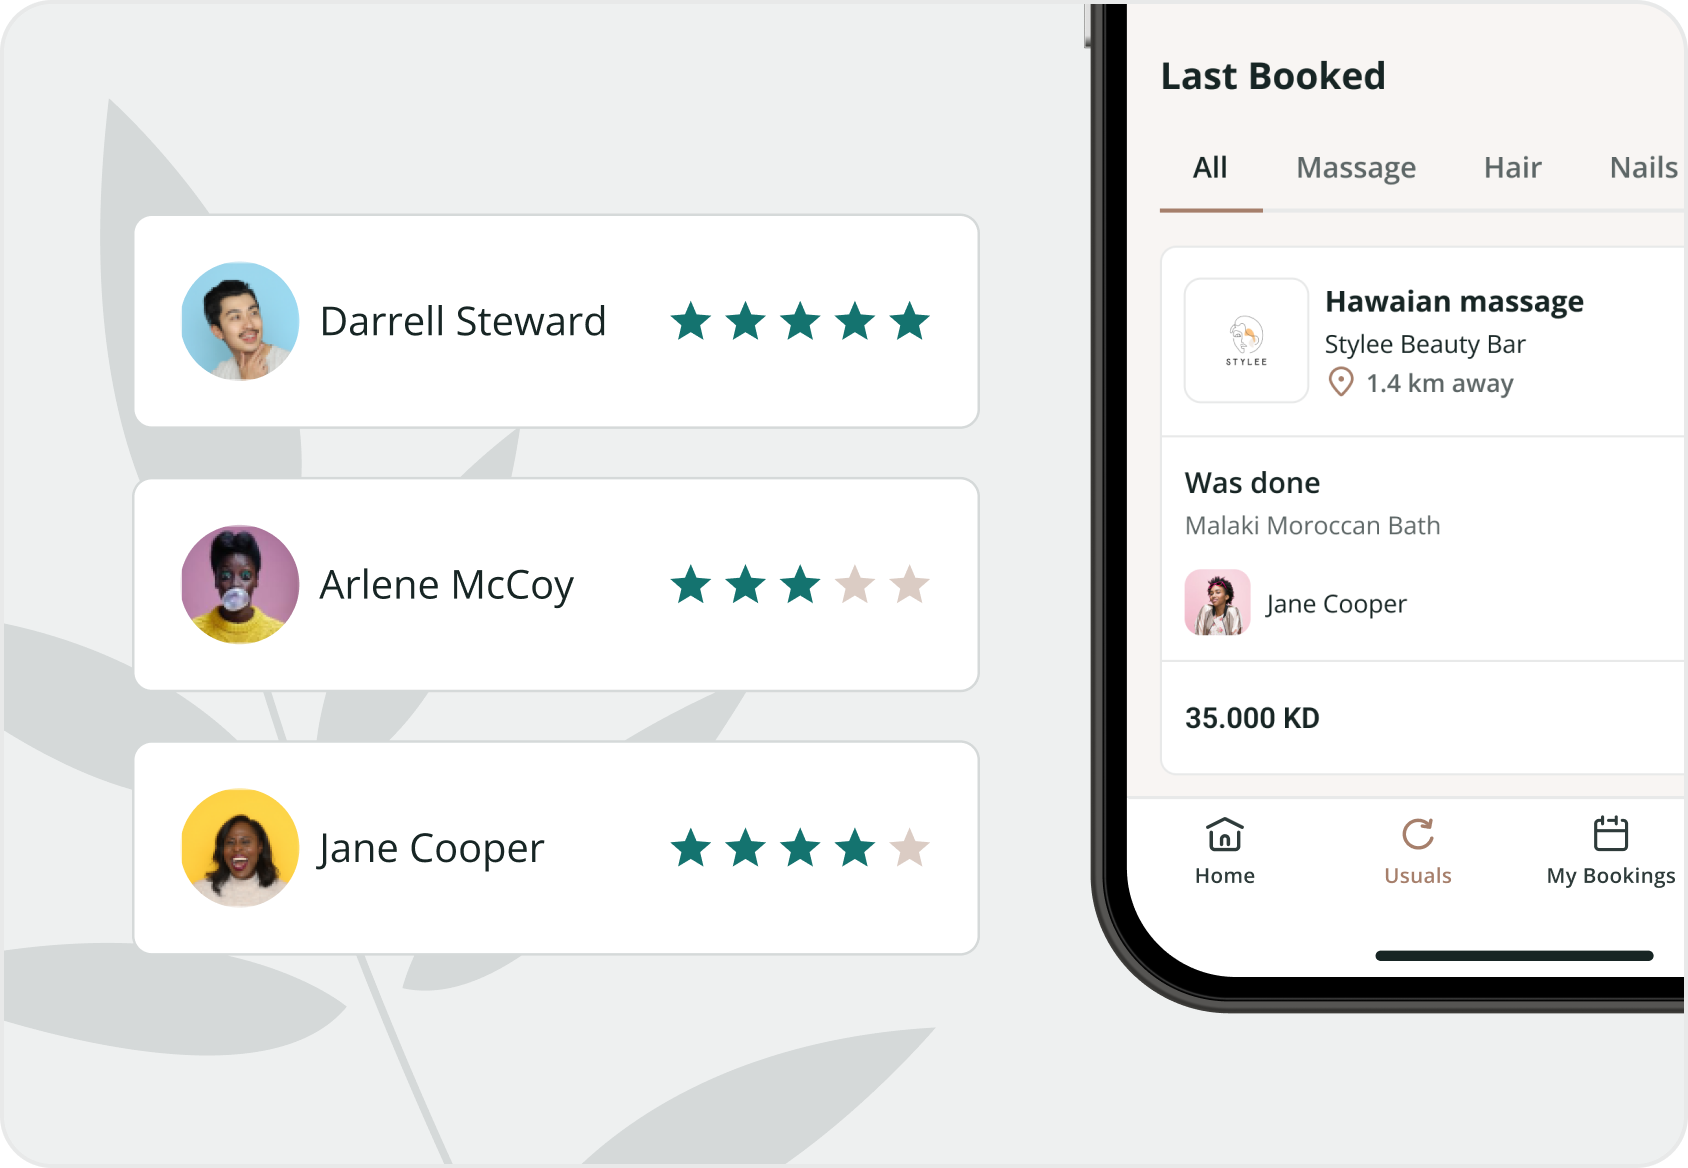 Darrell Steward
Arlene McCoy
Jane Cooper
Last Booked
All Massage Hair Nails
STYLEE
Hawaian massage
Stylee Beauty Bar
1.4 km away
Was done
Malaki Moroccan Bath
Jane Cooper
35.000 KD
Home Usuals My Bookings